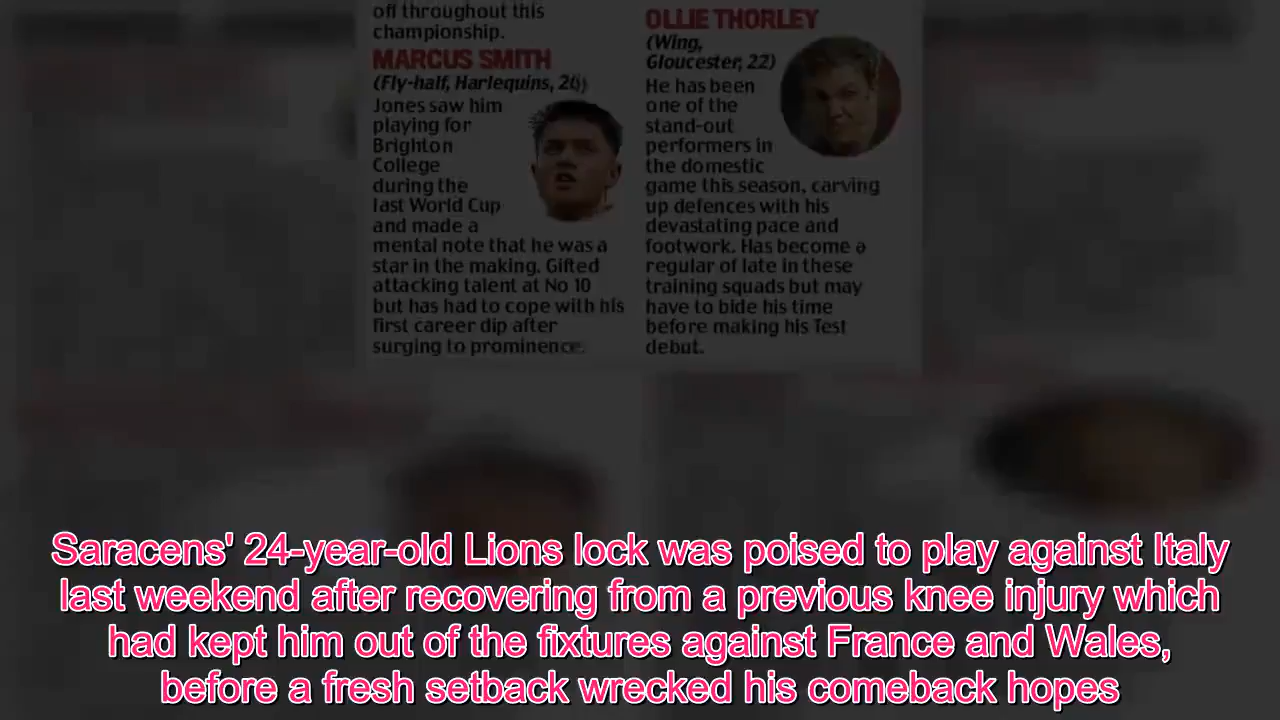 off throughout this
championship.
MARCUS SMITH
(Fly-half, Harlequins, 20)
Jones saw him
playing for
Brighton
College
during the
last World Cup
and made a
mental note that he was a
star in the making. Gifted
attacking talent at No 10
but has had to cope with his
first career dip after
surging to prominence.
OLLIE THORLEY
(Wing,
Gloucester, 22)
He has been
one of the
stand-out
performers in
the domestic
game this season, carving
up defences with his
devastating pace and
footwork. Has become a
regular of late in these
training squads but may
have to bide his time
before making his Test
debut.
Saracens' 24-year-old Lions lock was poised to play against Italy
last weekend after recovering from a previous knee injury which
had kept him out of the fixtures against France and Wales,
before a fresh setback wrecked his comeback hopes